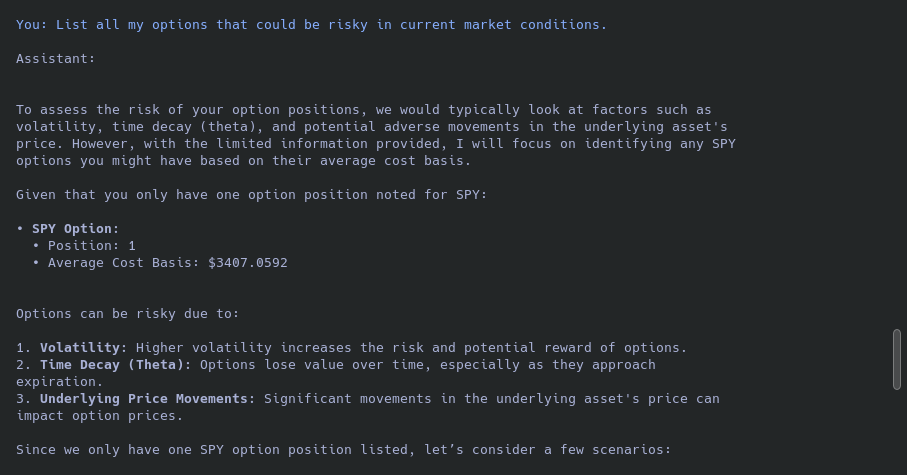 You: List all my options that could be risky in current market conditions.
Assistant:
To assess the risk of your option positions, we would typically look at factors such as
volatility, time decay (theta), and potential adverse movements in the underlying asset's
price. However, with the limited information provided, I will focus on identifying any SPY
options you might have based on their average cost basis.
Given that you only have one option position noted for SPY:
• SPY Option:
• Position: 1
• Average Cost Basis: $3407.0592
Options can be risky due to:
1. Volatility: Higher volatility increases the risk and potential reward of options.
2. Time Decay (Theta): Options lose value over time, especially as they approach
expiration.
3. Underlying Price Movements: Significant movements in the underlying asset's price can
impact option prices.
Since we only have one SPY option position listed, let’s consider a few scenarios: